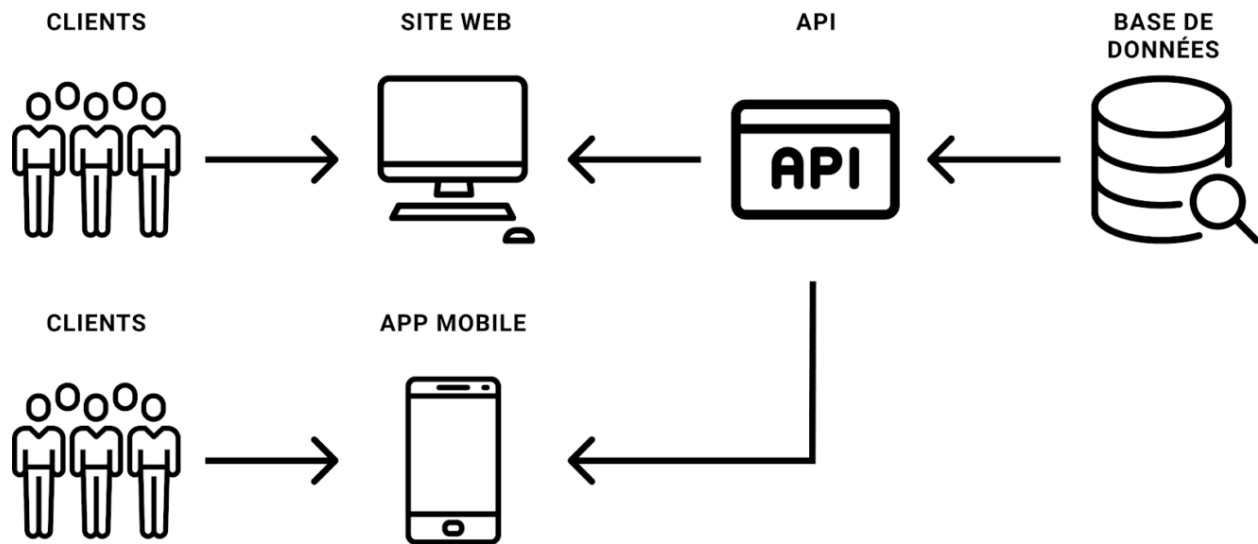 CLIENTS
SITE WEB
API
BASE DE
DONNÉES
API
CLIENTS
APP MOBILE